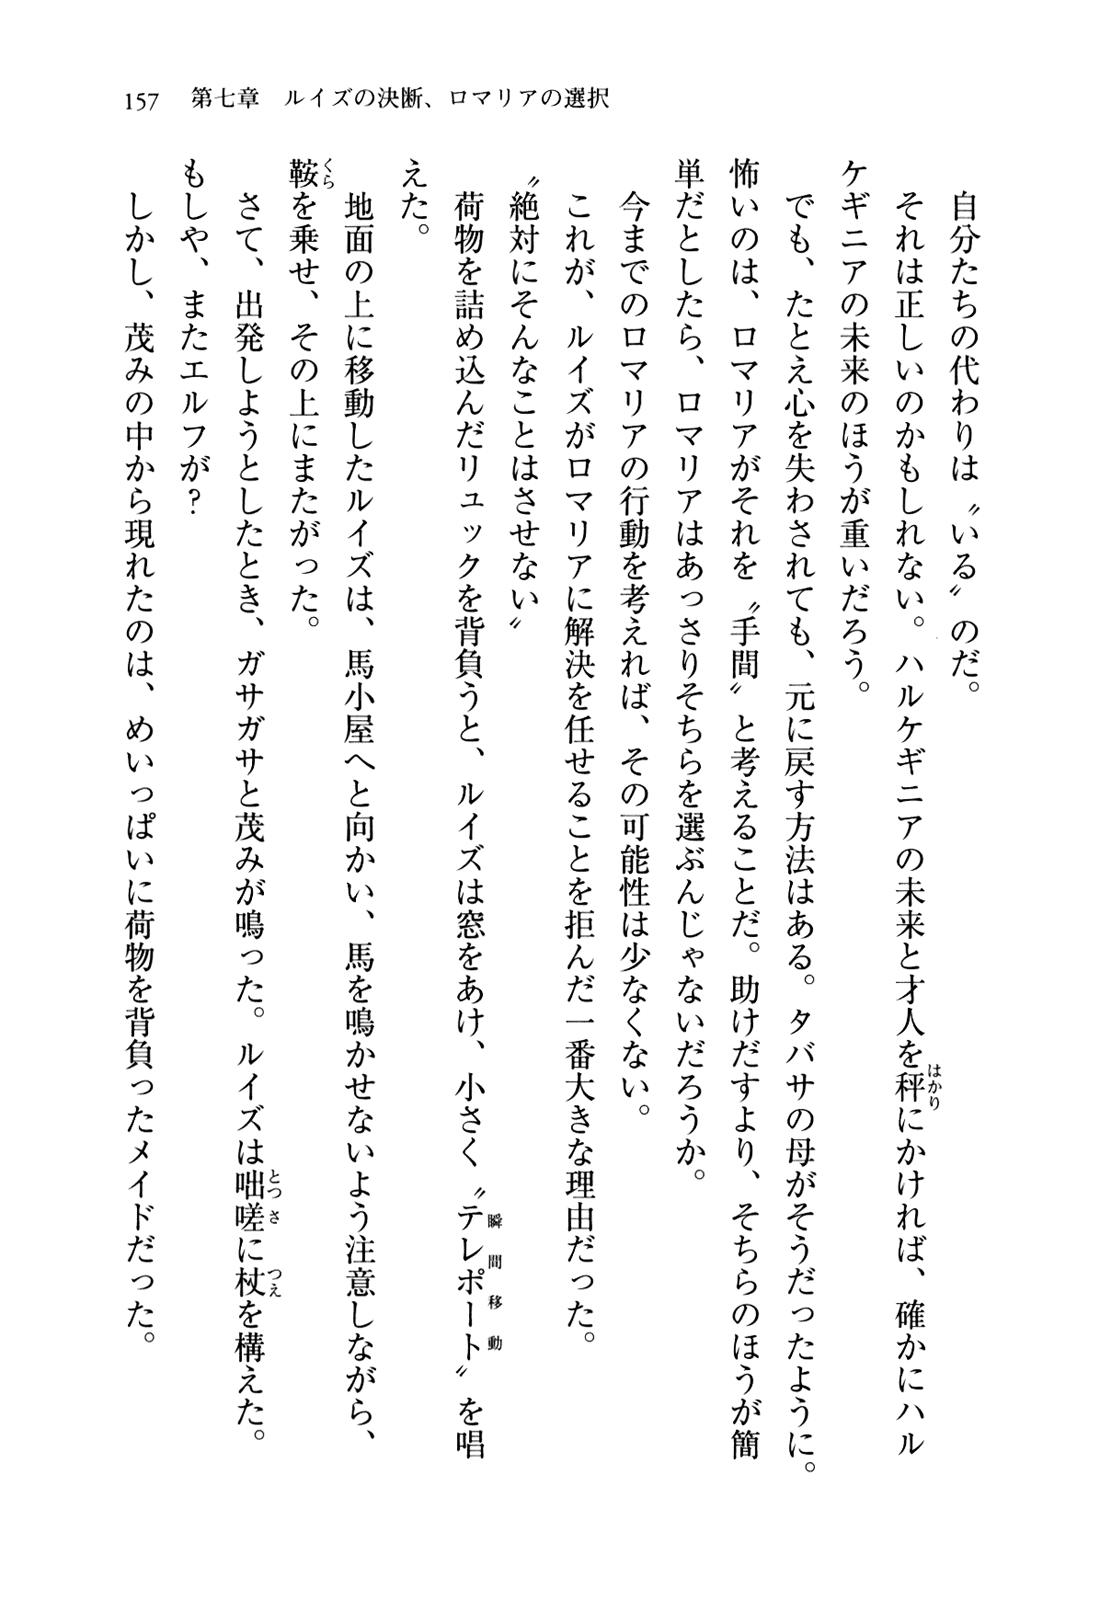 157 第七章 ルイズの決断、ロマリアの選択
自分たちの代わりは〝いる〟のだ。
それは正しいのかもしれない。ハルケギニアの未来と才人を秤にかければ、確かにハル
はかり
ケギニアの未来のほうが重いだろう。
でも、たとえ心を失わされても、元に戻す方法はある。タバサの母がそうだったように。
怖いのは、ロマリアがそれを〝手間〟と考えることだ。助けだすより、そちらのほうが簡
単だとしたら、ロマリアはあっさりそちらを選ぶんじゃないだろうか。
今までのロマリアの行動を考えれば、その可能性は少なくない。
これが、ルイズがロマリアに解決を任せることを拒んだ一番大きな理由だった。
〝絶対にそんなことはさせない〟
荷物を詰め込んだリュックを背負うと、ルイズは窓をあけ、小さく〝テレポート〟を唱
瞬間移動
えた。
地面の上に移動したルイズは、馬小屋へと向かい、馬を鳴かせないよう注意しながら、
鞍を乗せ、その上にまたがった。
くら
さて、出発しようとしたとき、ガサガサと茂みが鳴った。ルイズは咄嗟に杖を構えた。
とっさ
つえ
もしや、またエルフが?
しかし、茂みの中から現れたのは、めいっぱいに荷物を背負ったメイドだった。